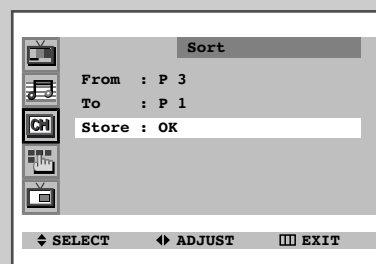 Sort
From : P 3
To : P 1
CH
Store : OK
SELECT ADJUST EXIT